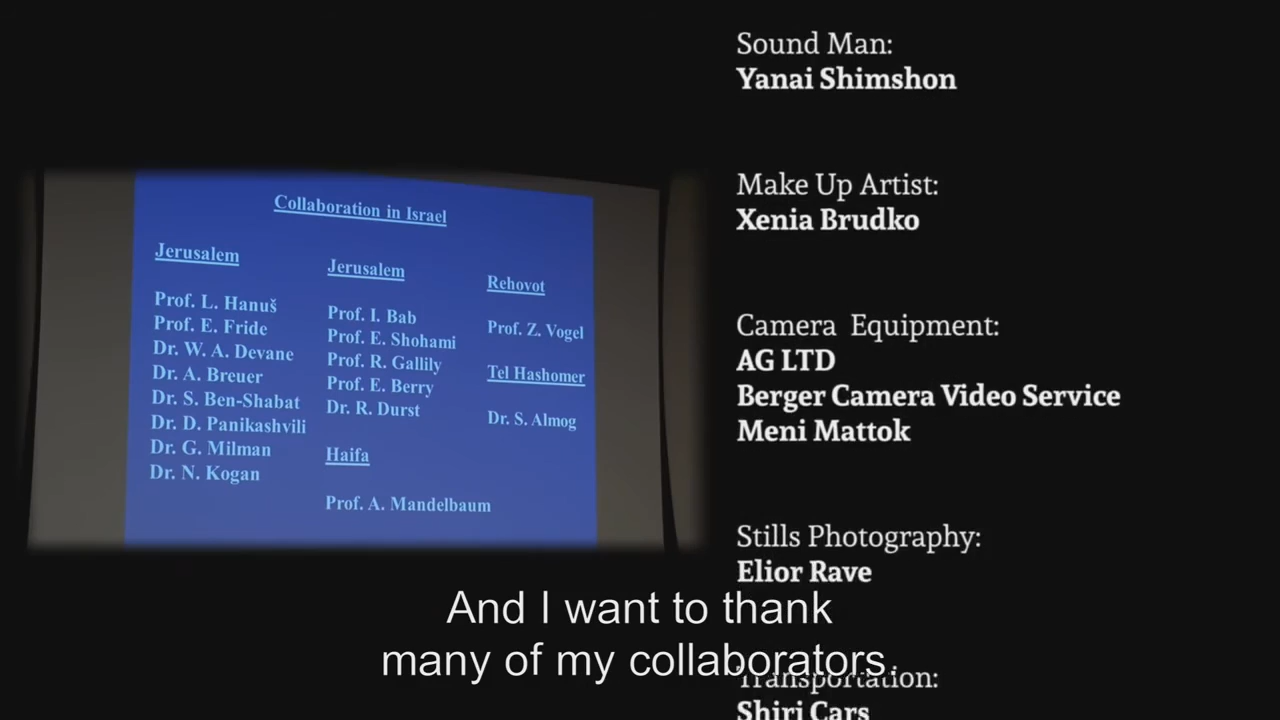 Collaboration in Israel
Jerusalem
Prof. L. Hanuš
Prof. E. Fride
Dr. W. A. Devane
Dr. A. Breuer
Dr. S. Ben-Shabat
Dr. D. Panikashvili
Dr. G. Milman
Dr. N. Kogan
Jerusalem
Prof. I. Bab
Prof. E. Shohami
Prof. R. Gallily
Prof. E. Berry
Dr. R. Durst
Haifa
Prof. A. Mandelbaum
Rehovot
Prof. Z. Vogel
Tel Hashomer
Dr. S. Almog
Sound Man:
Yanai Shimshon
Make Up Artist:
Xenia Brudko
Camera Equipment:
AG LTD
Berger Camera Video Service
Meni Mattok
Stills Photography:
Elior Rave
Transportation:
Shiri Cars
And I want to thank
many of my collaborators.